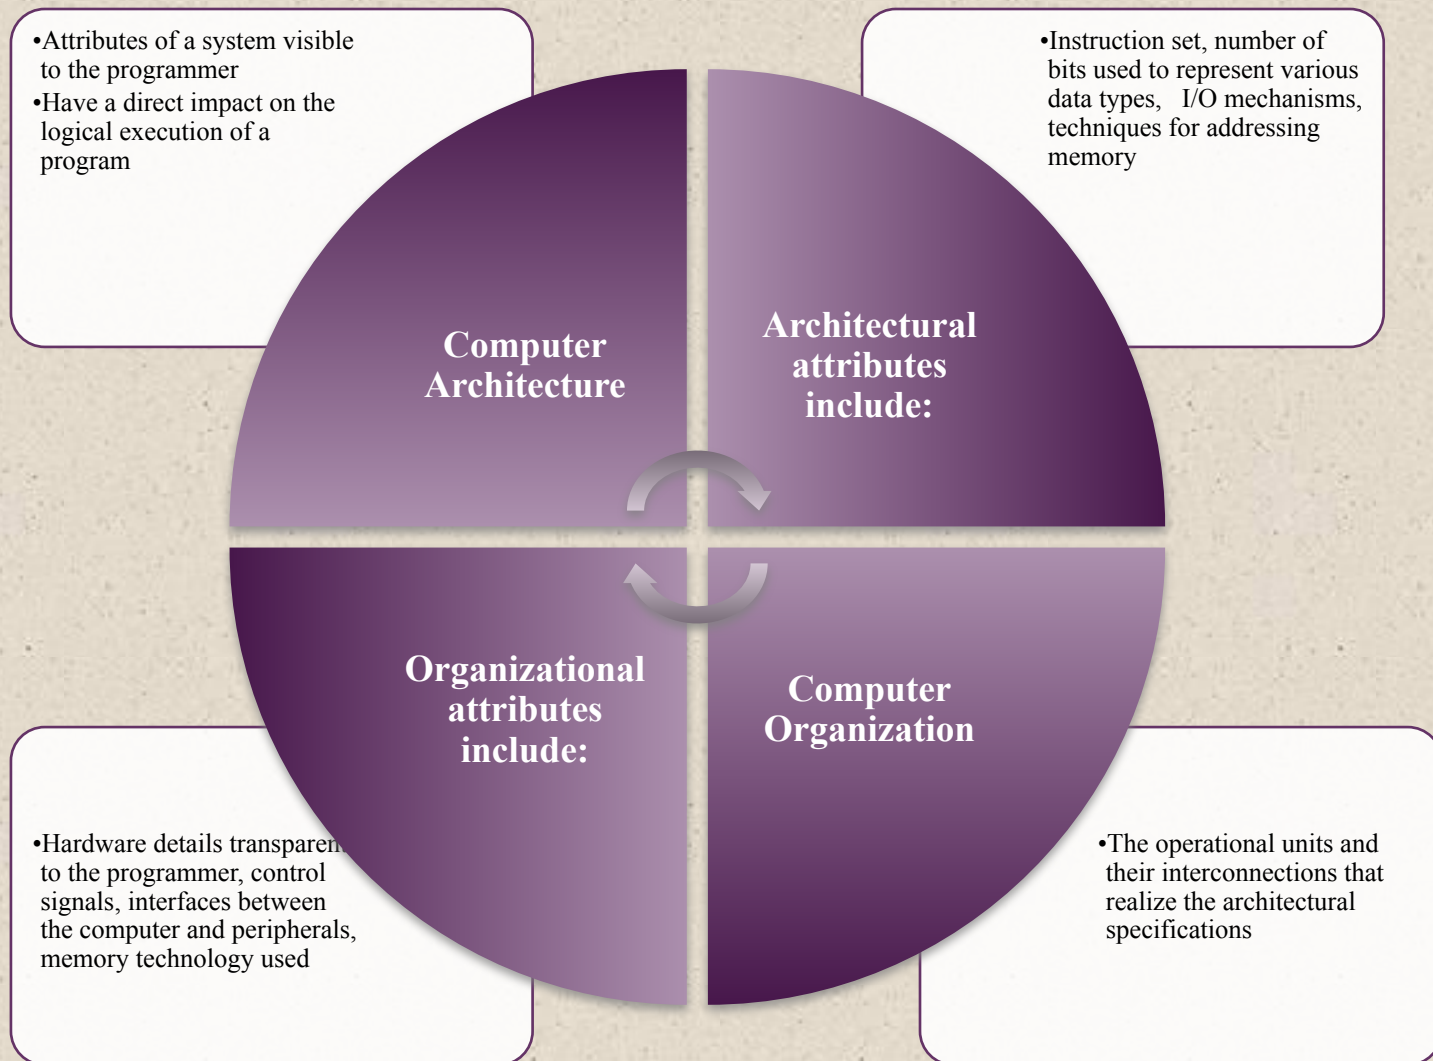 •Attributes of a system visible
to the programmer
•Have a direct impact on the
logical execution of a
program
•Instruction set, number of
bits used to represent various
data types,   I/O mechanisms,
techniques for addressing
memory
Computer
Architecture
Architectural
attributes
include:
Organizational
attributes
include:
Computer
Organization
•Hardware details transparen
to the programmer, control
signals, interfaces between
the computer and peripherals,
memory technology used
•The operational units and
their interconnections that
realize the architectural
specifications